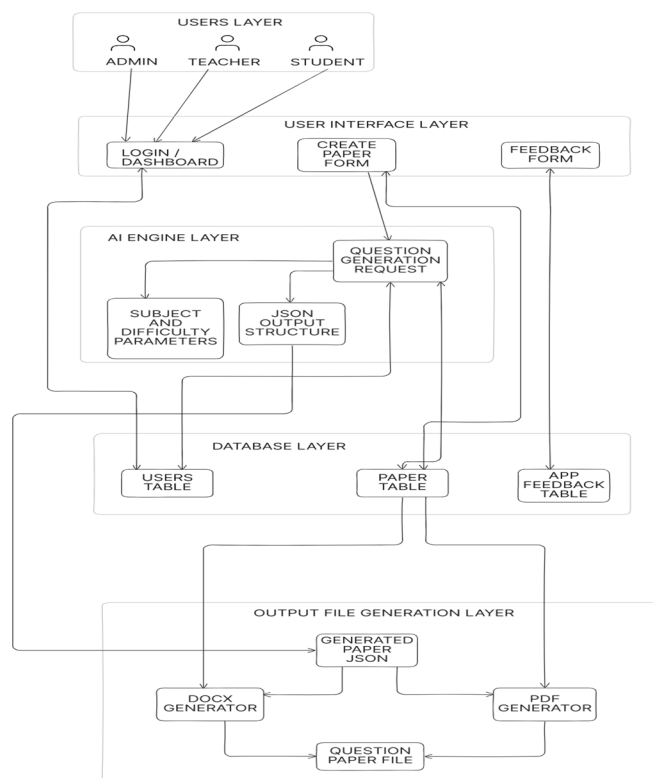 USERS LAYER
ADMIN TEACHER STUDENT
USER INTERFACE LAYER
LOGIN /
DASHBOARD
CREATE
PAPER
FORM
FEEDBACK
FORM
AI ENGINE LAYER
QUESTION
GENERATION
REQUEST
SUBJECT
AND
DIFFICULTY
PARAMETERS
JSON
OUTPUT
STRUCTURE
DATABASE LAYER
USERS
TABLE
PAPER
TABLE
APP
FEEDBACK
TABLE
OUTPUT FILE GENERATION LAYER
GENERATED
PAPER
JSON
DOCX
GENERATOR
PDF
GENERATOR
QUESTION
PAPER FILE